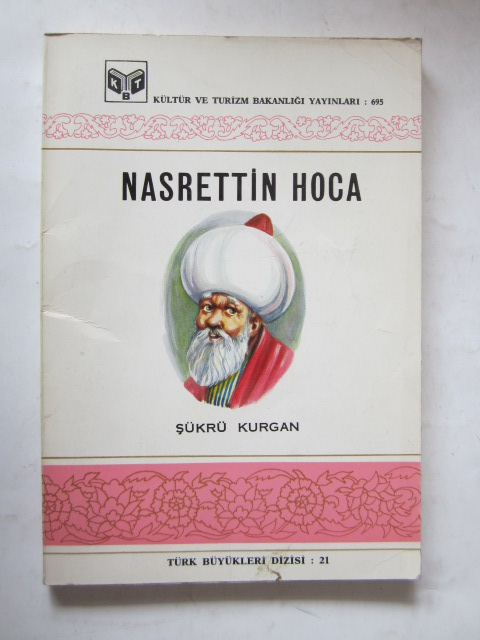 K T
B
KÜLTÜR VE TURİZM BAKANLIĞI YAYINLARI : 695
NASRETTİN HOCA
ŞÜKRÜ KURGAN
TÜRK BÜYÜKLERİ DİZİSİ : 21